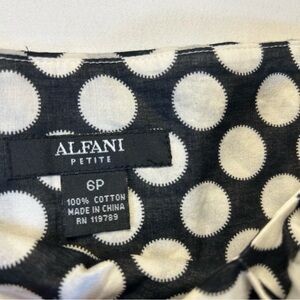 ALFANI
PETITE
6P
100% COTTON
MADE IN CHINA
RN 119789